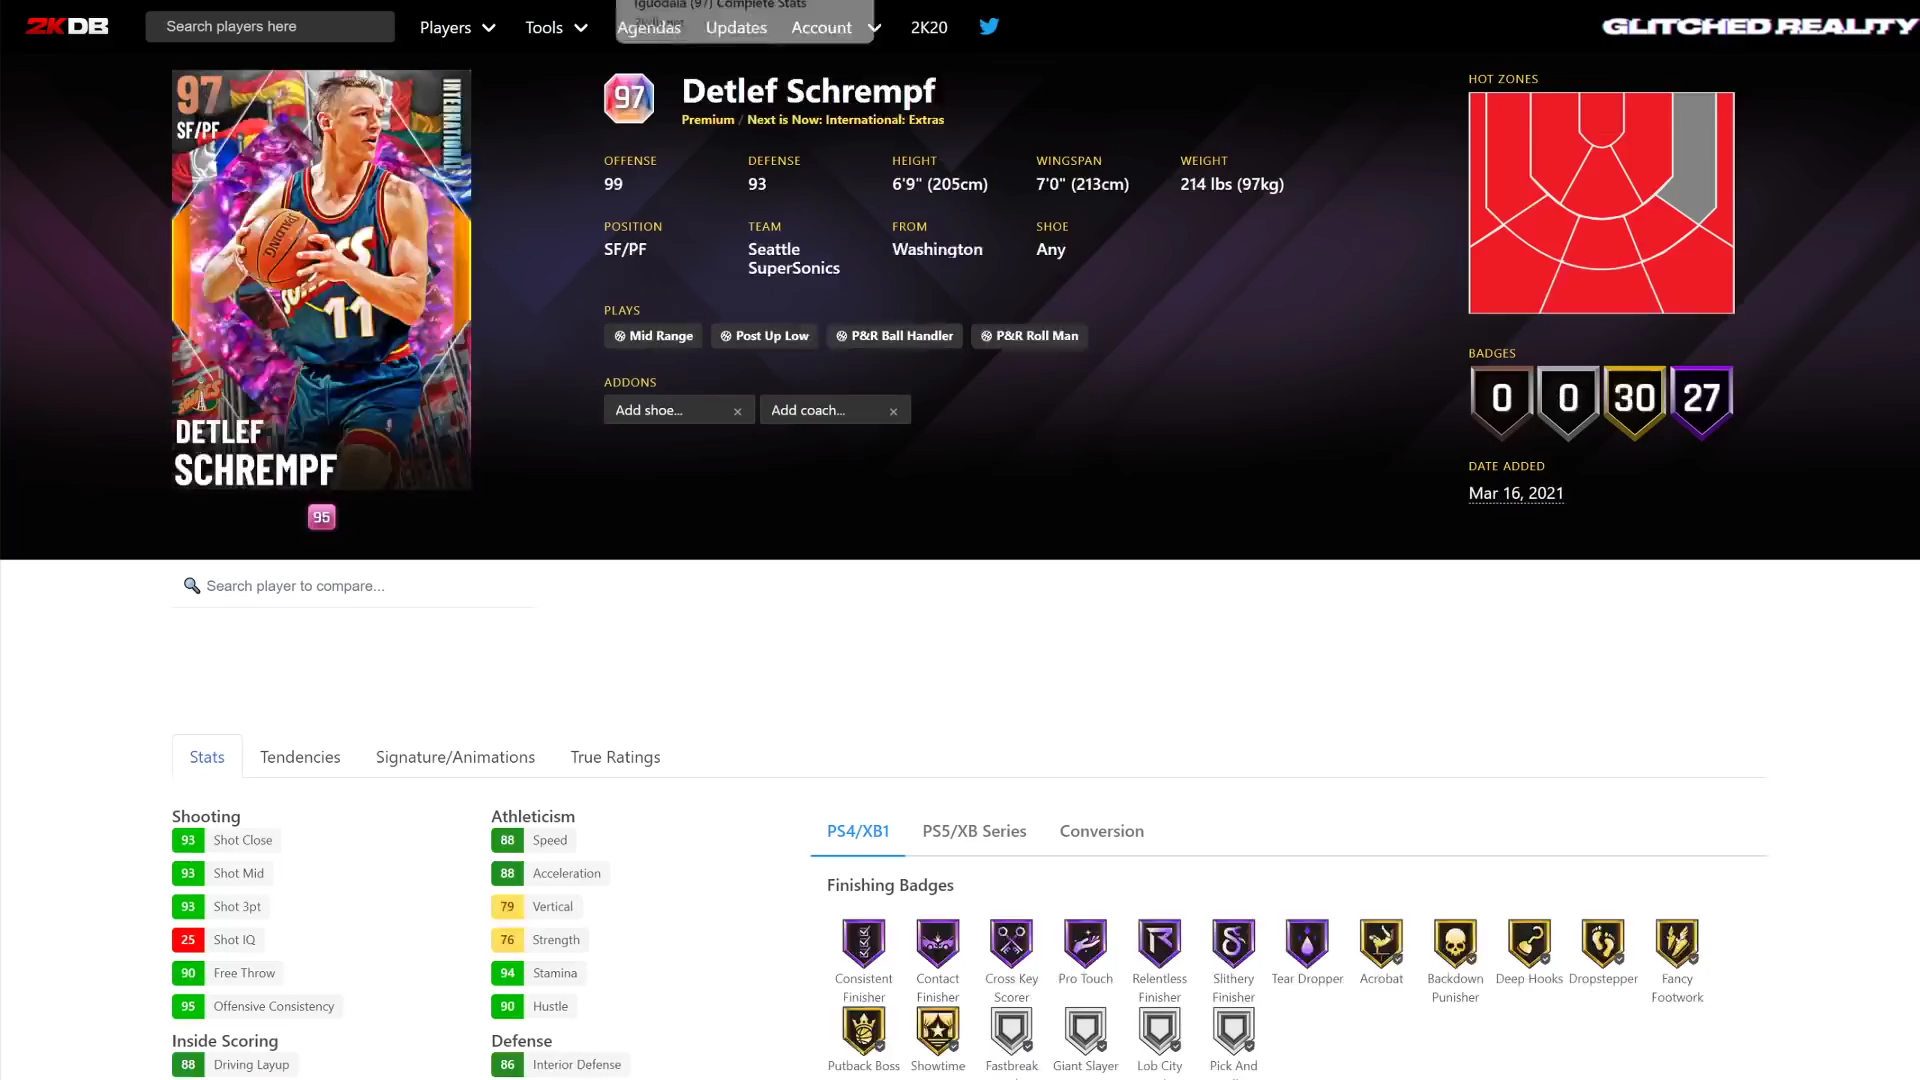 2KDB
Search players here
Players
Tools
Iguodala (97) Complete Stats
Agendas
Updates
Account
2K20
GLITCHED REALITY
97
SF/PF
INTERNATIONAL
SPALDING
SONICS
11
DETLEF
SCHREMPF
95
97
Detlef Schrempf
Premium / Next is Now: International: Extras
OFFENSE
99
DEFENSE
93
HEIGHT
6'9" (205cm)
WINGSPAN
7'0" (213cm)
WEIGHT
214 lbs (97kg)
POSITION
SF/PF
TEAM
Seattle
SuperSonics
FROM
Washington
SHOE
Any
PLAYS
Mid Range
Post Up Low
P&R Ball Handler
P&R Roll Man
ADDONS
Add shoe... ×
Add coach... ×
HOT ZONES
BADGES
0 0 30 27
DATE ADDED
Mar 16, 2021
Search player to compare...
Stats
Tendencies
Signature/Animations
True Ratings
Shooting
93 Shot Close
93 Shot Mid
93 Shot 3pt
25 Shot IQ
90 Free Throw
95 Offensive Consistency
Inside Scoring
88 Driving Layup
Athleticism
88 Speed
88 Acceleration
79 Vertical
76 Strength
94 Stamina
90 Hustle
Defense
86 Interior Defense
PS4/XB1
PS5/XB Series
Conversion
Finishing Badges
Consistent
Finisher
Contact
Finisher
Cross Key
Scorer
Pro Touch
Relentless
Finisher
Slithery
Finisher
Tear Dropper
Acrobat
Backdown
Punisher
Deep Hooks
Dropstepper
Fancy
Footwork
Putback Boss
Showtime
Fastbreak
Giant Slayer
Lob City
Pick And